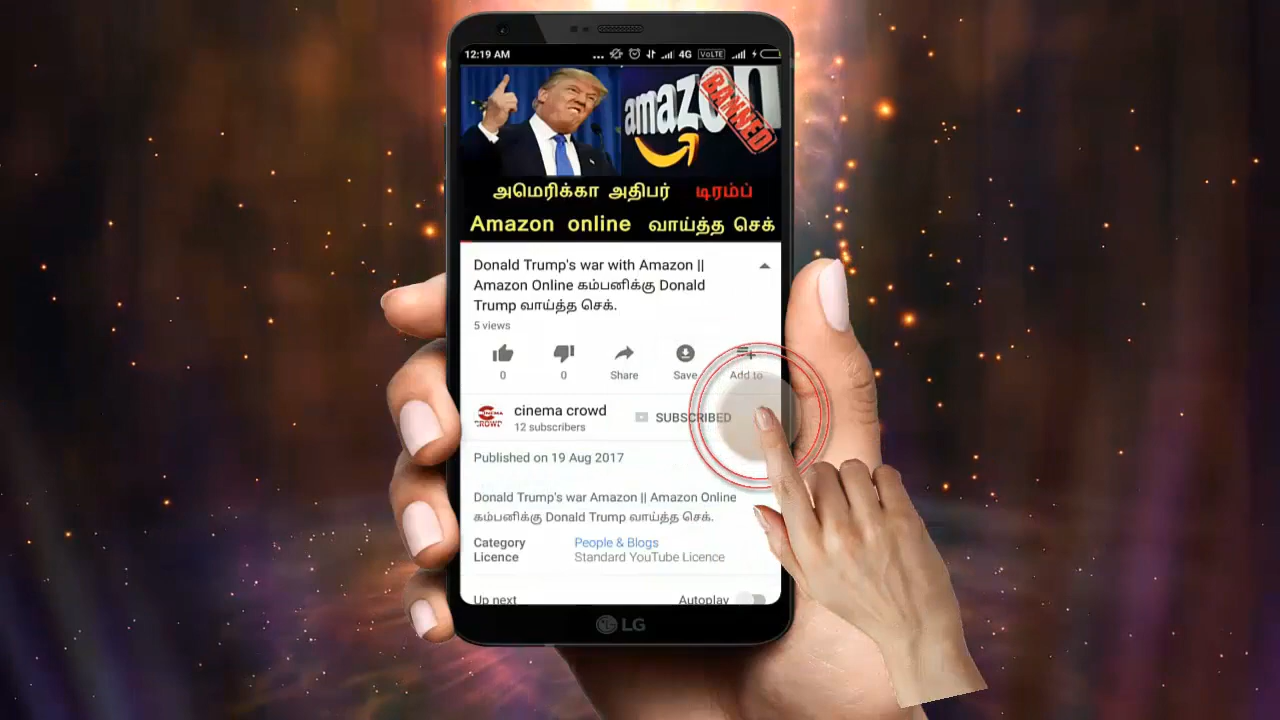 12:19 AM
4G VoLTE
amazon
BANNED
அமெரிக்கா அதிபர் டிரம்ப்
Amazon online வாய்த்த செக்
Donald Trump's war with Amazon ||
Amazon Online கம்பனிக்கு Donald
Trump வாய்த்த செக்.
5 views
0 0 Share Save Add to
CINEMA
CROWD
cinema crowd
SUBSCRIBED
12 subscribers
Published on 19 Aug 2017
Donald Trump's war Amazon || Amazon Online
கம்பனிக்கு Donald Trump வாய்த்த செக்.
Category People & Blogs
Licence Standard YouTube Licence
Up next Autoplay
LG